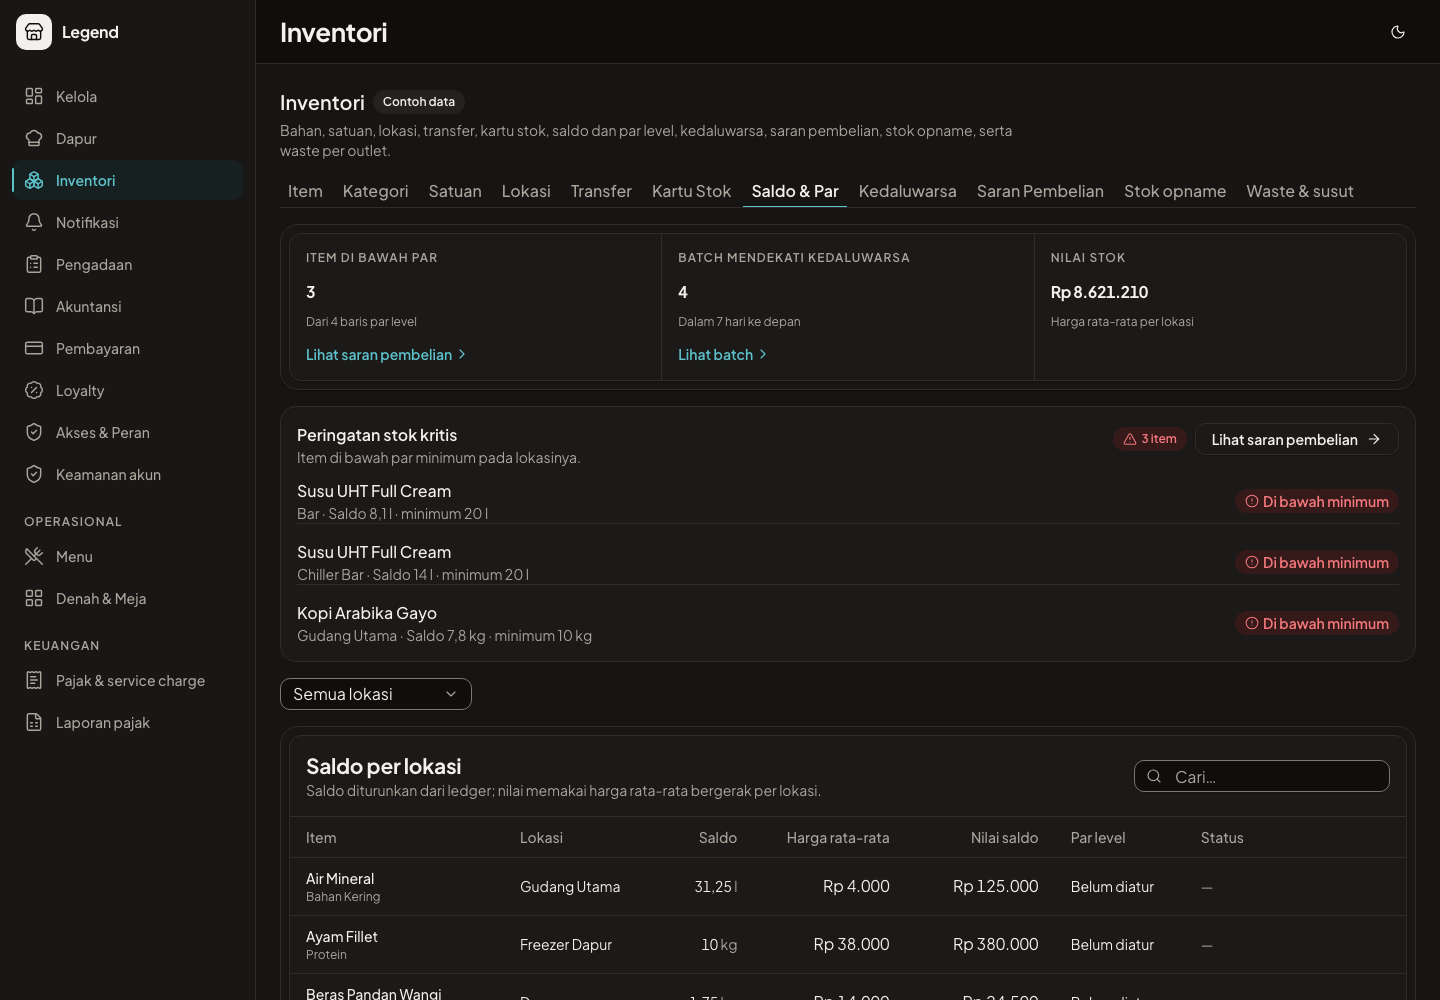 Legend
Inventori
Kelola
Dapur
Inventori
Notifikasi
Pengadaan
Akuntansi
Pembayaran
Loyalty
Akses & Peran
Keamanan akun
OPERASIONAL
Menu
Denah & Meja
KEUANGAN
Pajak & service charge
Laporan pajak
Inventori Contoh data
Bahan, satuan, lokasi, transfer, kartu stok, saldo dan par level, kedaluwarsa, saran pembelian, stok opname, serta
waste per outlet.
Item Kategori Satuan Lokasi Transfer Kartu Stok Saldo & Par Kedaluwarsa Saran Pembelian Stok opname Waste & susut
ITEM DI BAWAH PAR
3
Dari 4 baris par level
Lihat saran pembelian
BATCH MENDEKATI KEDALUWARSA
4
Dalam 7 hari ke depan
Lihat batch
NILAI STOK
Rp 8.621.210
Harga rata-rata per lokasi
Peringatan stok kritis
Item di bawah par minimum pada lokasinya.
3 item
Lihat saran pembelian
Susu UHT Full Cream
Bar · Saldo 8,1 l · minimum 20 l
Di bawah minimum
Susu UHT Full Cream
Chiller Bar · Saldo 14 l · minimum 20 l
Di bawah minimum
Kopi Arabika Gayo
Gudang Utama · Saldo 7,8 kg · minimum 10 kg
Di bawah minimum
Semua lokasi
Saldo per lokasi
Saldo diturunkan dari ledger; nilai memakai harga rata-rata bergerak per lokasi.
Cari...
Item Lokasi Saldo Harga rata-rata Nilai saldo Par level Status
Air Mineral
Bahan Kering
Gudang Utama 31,25 l Rp 4.000 Rp 125.000 Belum diatur —
Ayam Fillet
Protein
Freezer Dapur 10 kg Rp 38.000 Rp 380.000 Belum diatur —
Beras Pandan Wangi